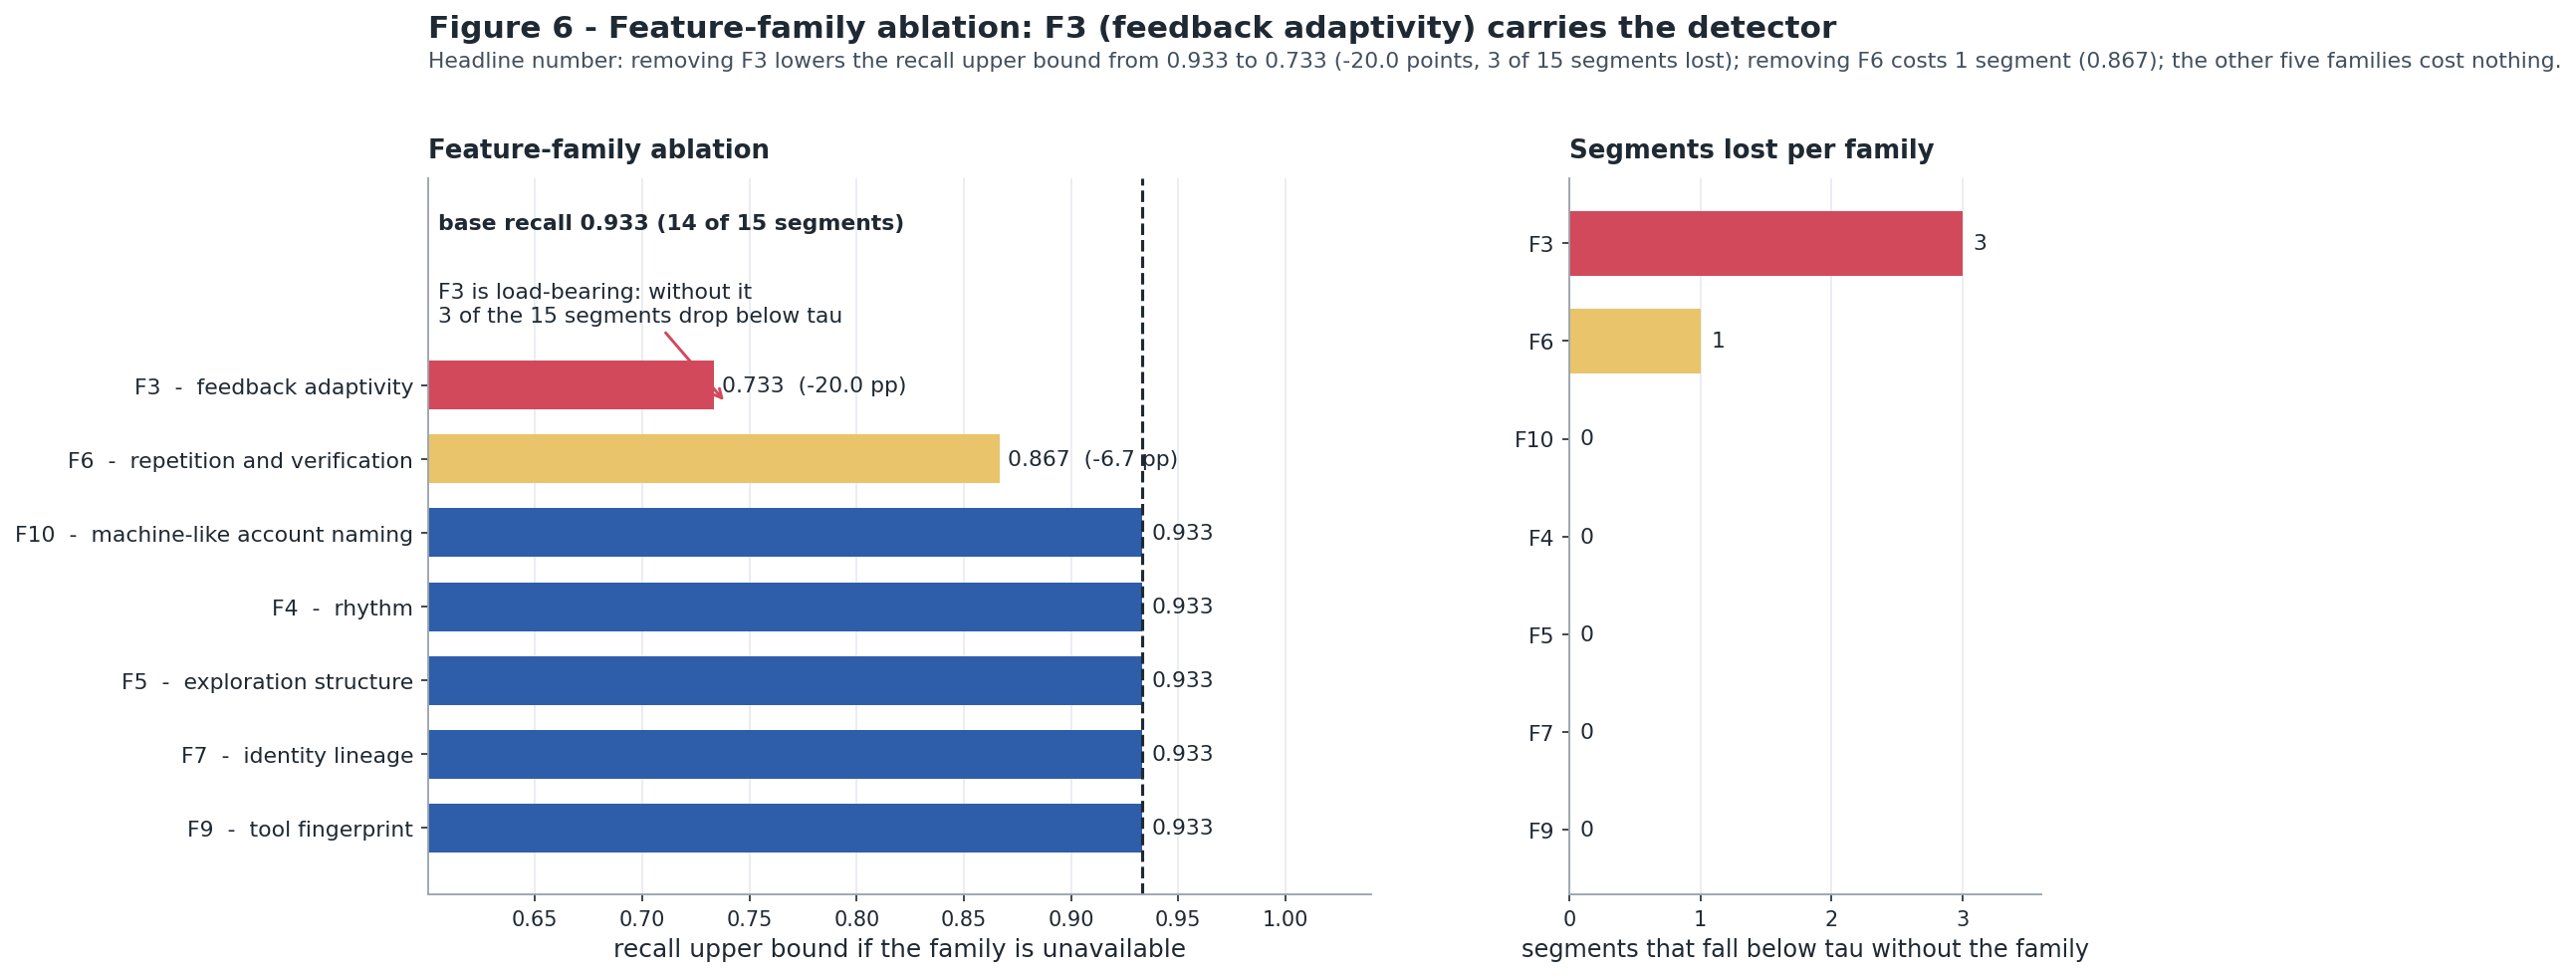 Figure 6 - Feature-family ablation: F3 (feedback adaptivity) carries the detector
Headline number: removing F3 lowers the recall upper bound from 0.933 to 0.733 (-20.0 points, 3 of 15 segments lost); removing F6 costs 1 segment (0.867); the other five families cost nothing.
Feature-family ablation
base recall 0.933 (14 of 15 segments)
F3 is load-bearing: without it
3 of the 15 segments drop below tau
F3 - feedback adaptivity
0.733 (-20.0 pp)
F6 - repetition and verification
0.867 (-6.7 pp)
F10 - machine-like account naming
0.933
F4 - rhythm
0.933
F5 - exploration structure
0.933
F7 - identity lineage
0.933
F9 - tool fingerprint
0.933
0.65 0.70 0.75 0.80 0.85 0.90 0.95 1.00
recall upper bound if the family is unavailable
Segments lost per family
F3
3
F6
1
F10
0
F4
0
F5
0
F7
0
F9
0
0 1 2 3
segments that fall below tau without the family